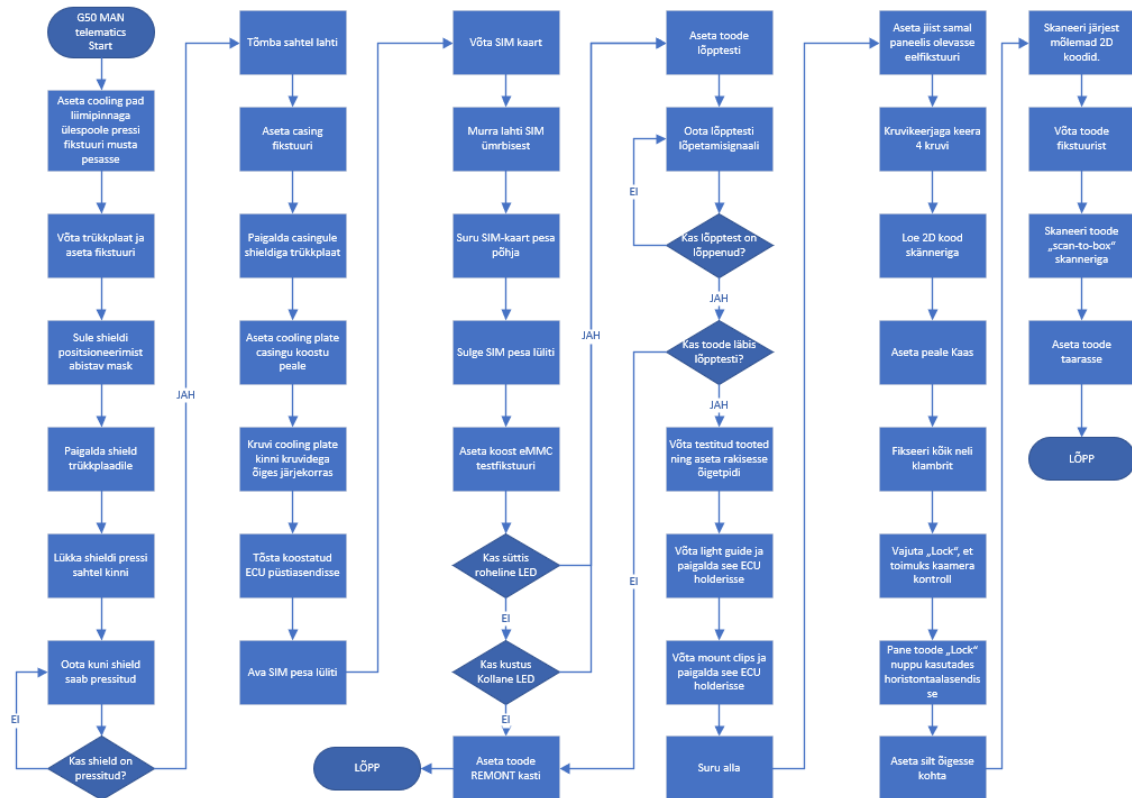 G50 MAN
telematics
Start
Aseta cooling pad
liimipinnaga
ülespoole pressi
fikstuuri musta
pesasse
Võta trükkplaat ja
aseta fikstuuri
Sule shieldi
positsioneerimist
abistav mask
Paigalda shield
trükkplaadile
Lükka shieldi pressi
sahtel kinni
Oota kuni shield
saab pressitud
EI
Kas shield on
pressitud?
JAH
Tõmba sahtel lahti
Aseta casing
fikstuuri
Paigalda casingule
shieldiga trükkplaat
Aseta cooling plate
casingu koostu
peale
Kruvi cooling plate
kinni kruvidega
õiges järjekorras
Tõsta koostatud
ECU püstiasendisse
Ava SIM pesa lüliti
Võta SIM kaart
Murra lahti SIM
ümrbisest
Suru SIM-kaart pesa
põhja
Sulge SIM pesa lüliti
Aseta koost eMMC
testfikstuuri
Kas süttis
roheline LED
EI
Kas kustus
Kollane LED
EI
Aseta toode
REMONT kasti
LÕPP
JAH
Aseta toode
lõpptesti
Oota lõpptesti
lõpetamisignaali
EI
Kas lõpptest on
lõppenud?
JAH
Kas toode läbis
lõpptesti?
EI
JAH
Võta testitud tooted
ning aseta rakisesse
õigetpidi
Võta light guide ja
paigalda see ECU
holderisse
Võta mount clips ja
paigalda see ECU
holderisse
Suru alla
Aseta jiist samal
paneelis olevasse
eelfikstuuri
Kruvikeerjaga keera
4 kruvi
Loe 2D kood
skänneriga
Aseta peale Kaas
Fikseeri kõik neli
klambrit
Vajuta „Lock“, et
toimuks kaamera
kontroll
Pane toode „Lock“
nuppu kasutades
horistontaalasendi
sse
Aseta silt õigesse
kohta
Skaneeri järjest
mõlemad 2D
koodid.
Võta toode
fikstuurist
Skaneeri toode
„scan-to-box“
skanneriga
Aseta toode
taarasse
LÕPP